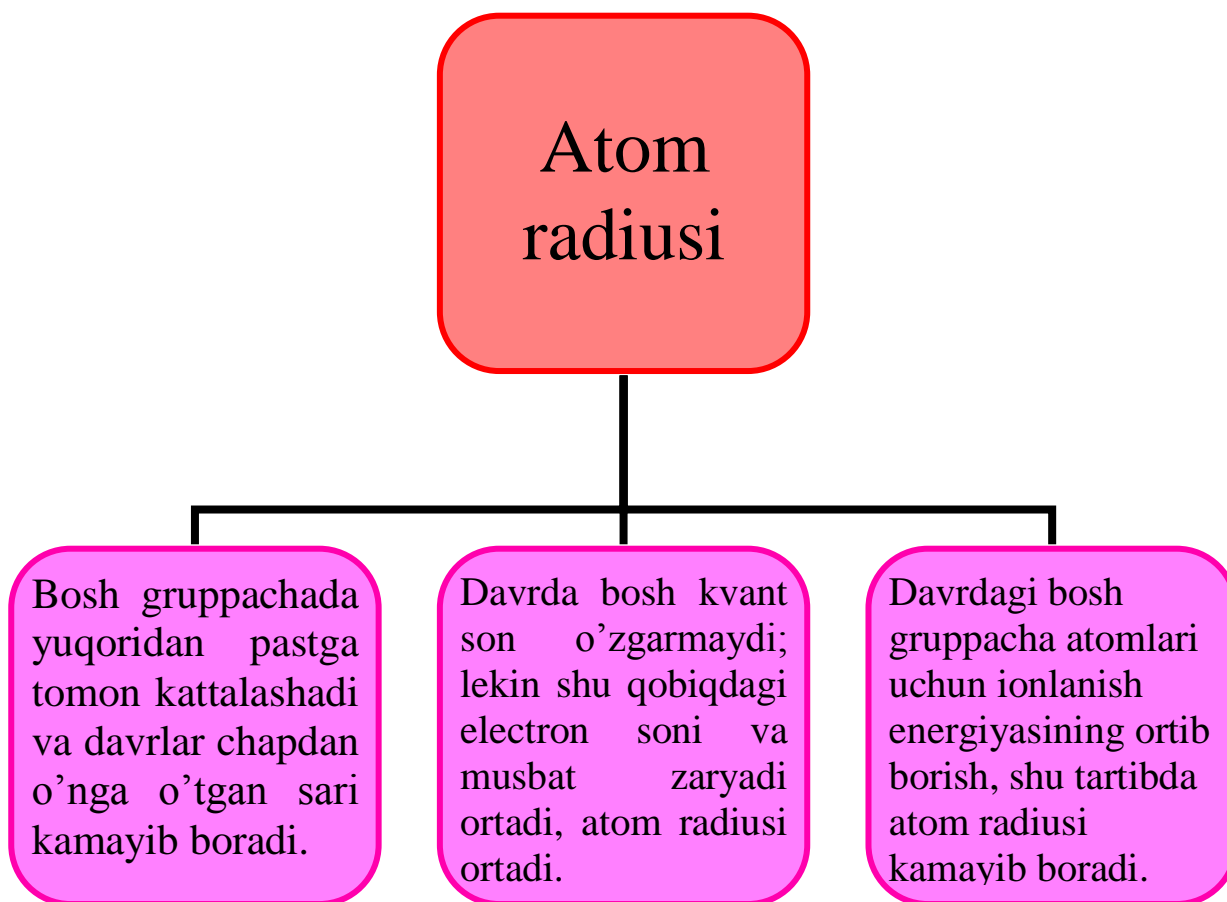 Atom
radiusi
Bosh gruppachada
yuqoridan pastga
tomon kattalashadi
va davrlar chapdan
o’nga o’tgan sari
kamayib boradi.
Davrda bosh kvant
son o’zgarmaydi;
lekin shu qobiqdagi
electron soni va
musbat zaryadi
ortadi, atom radiusi
ortadi.
Davrdagi bosh
gruppacha atomlari
uchun ionlanish
energiyasining ortib
borish, shu tartibda
atom radiusi
kamayib boradi.